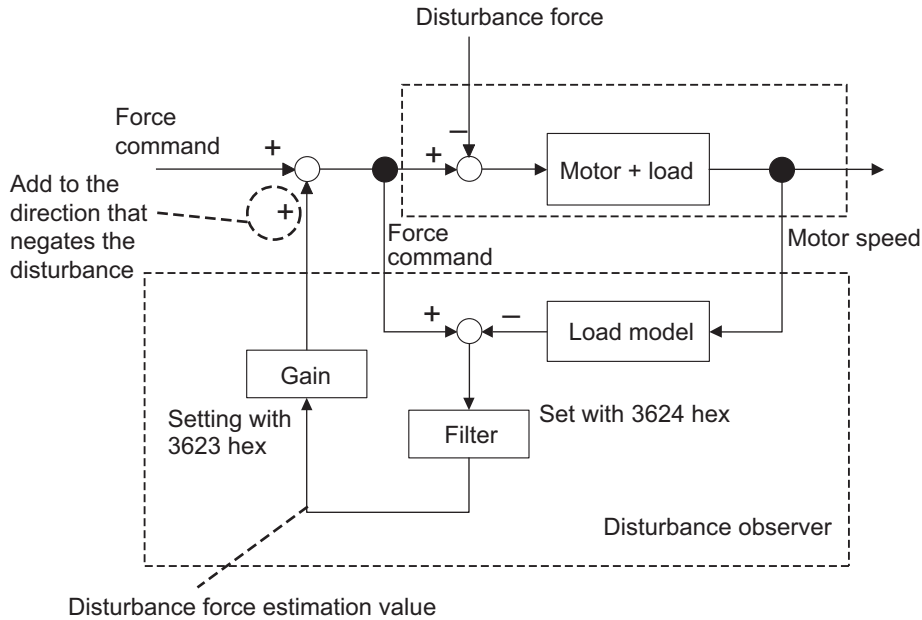 Disturbance force
Force
command
+
−
+
Motor + load
Add to the
direction that
negates the
disturbance
+
Force
command
Motor speed
+
−
Load model
Gain
Setting with
3623 hex
Filter
Set with 3624 hex
Disturbance observer
Disturbance force estimation value